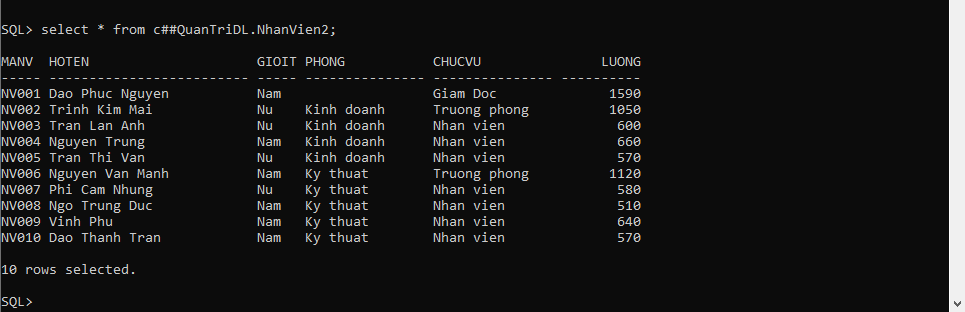 SQL> select * from c##QuanTriDL.NhanVien2;
MANV  HOTEN                     GIOIT PHONG           CHUCVU               LUONG
----- ------------------------- ----- --------------- --------------- ----------
NV001 Dao Phuc Nguyen           Nam                   Giam Doc              1590
NV002 Trinh Kim Mai             Nu    Kinh doanh      Truong phong          1050
NV003 Tran Lan Anh              Nu    Kinh doanh      Nhan vien              600
NV004 Nguyen Trung              Nam   Kinh doanh      Nhan vien              660
NV005 Tran Thi Van              Nu    Kinh doanh      Nhan vien              570
NV006 Nguyen Van Manh           Nam   Ky thuat        Truong phong          1120
NV007 Phi Cam Nhung             Nu    Ky thuat        Nhan vien              580
NV008 Ngo Trung Duc             Nam   Ky thuat        Nhan vien              510
NV009 Vinh Phu                  Nam   Ky thuat        Nhan vien              640
NV010 Dao Thanh Tran            Nam   Ky thuat        Nhan vien              570
10 rows selected.
SQL>